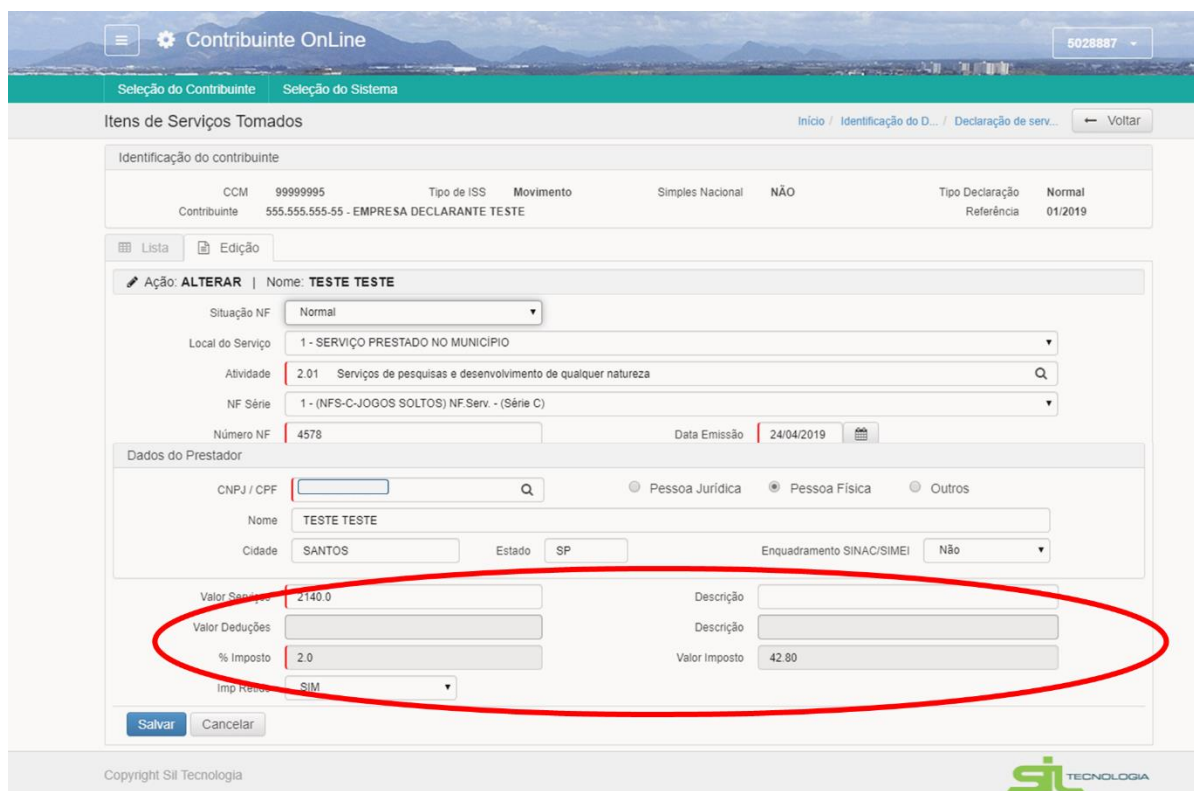 Contribuinte OnLine
5028887
Seleção do Contribuinte Seleção do Sistema
Itens de Serviços Tomados Início / Identificação do D... / Declaração de serv... ← Voltar
Identificação do contribuinte
CCM 99999995 Tipo de ISS Movimento Simples Nacional NÃO Tipo Declaração Normal
Contribuinte 555.555.555-55 - EMPRESA DECLARANTE TESTE Referência 01/2019
Lista Edição
Ação: ALTERAR | Nome: TESTE TESTE
Situação NF Normal
Local do Serviço 1 - SERVIÇO PRESTADO NO MUNICÍPIO
Atividade 2.01 Serviços de pesquisas e desenvolvimento de qualquer natureza
NF Série 1 - (NFS-C-JOGOS SOLTOS) NF.Serv. - (Série C)
Número NF 4578 Data Emissão 24/04/2019
Dados do Prestador
CNPJ / CPF Pessoa Jurídica Pessoa Física Outros
Nome TESTE TESTE
Cidade SANTOS Estado SP Enquadramento SINAC/SIMEI Não
Valor Serviços 2140.0 Descrição
Valor Deduções Descrição
% Imposto 2.0 Valor Imposto 42.80
Imp Retido SIM
Salvar Cancelar
Copyright Sil Tecnologia sil TECNOLOGIA